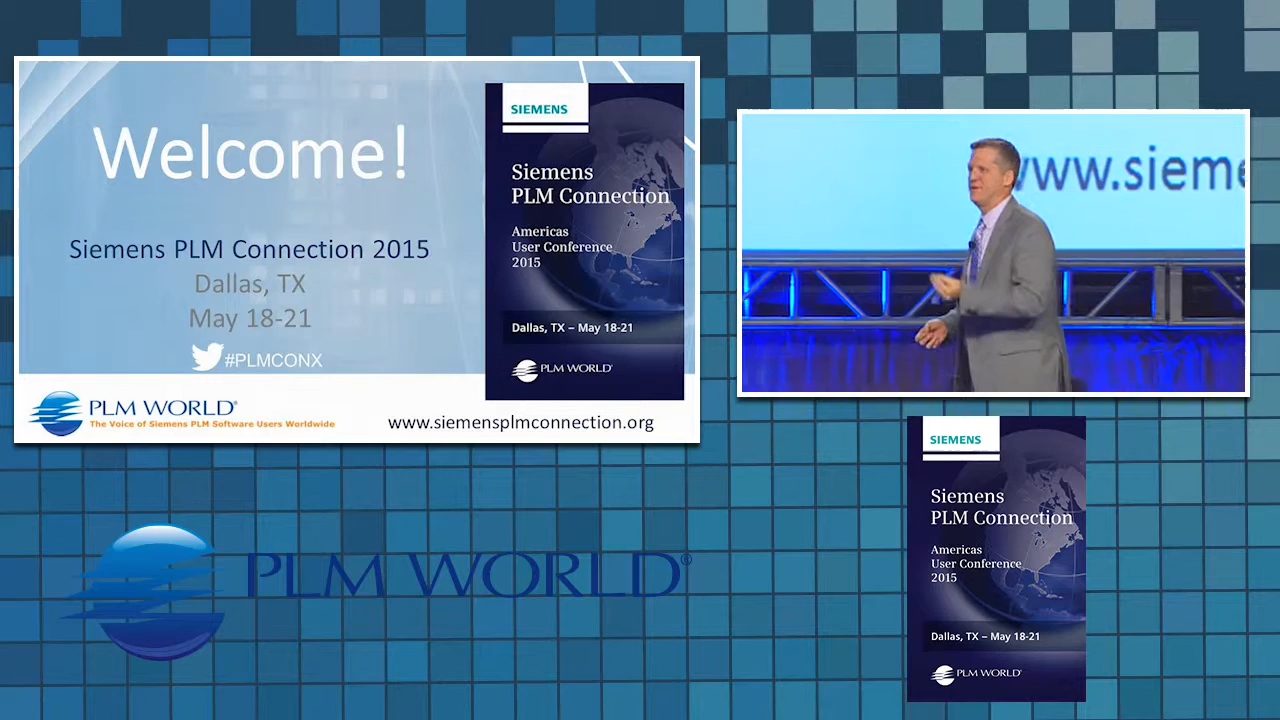 Welcome!
Siemens PLM Connection 2015
Dallas, TX
May 18-21
#PLMCONX
PLM WORLD®
The Voice of Siemens PLM Software Users Worldwide
www.siemensplmconnection.org
SIEMENS
Siemens
PLM Connection
Americas
User Conference
2015
Dallas, TX – May 18-21
PLM WORLD®
www.sieme
PLM WORLD®
SIEMENS
Siemens
PLM Connection
Americas
User Conference
2015
Dallas, TX – May 18-21
PLM WORLD®